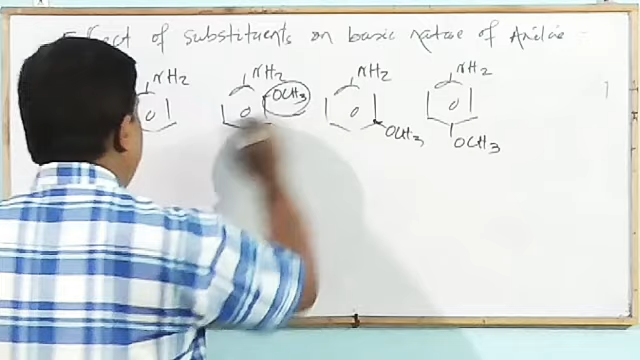 Effect of substituents on basic nature of Aniline
NH2 NH2 NH2 NH2
OCH3 OCH3 OCH3